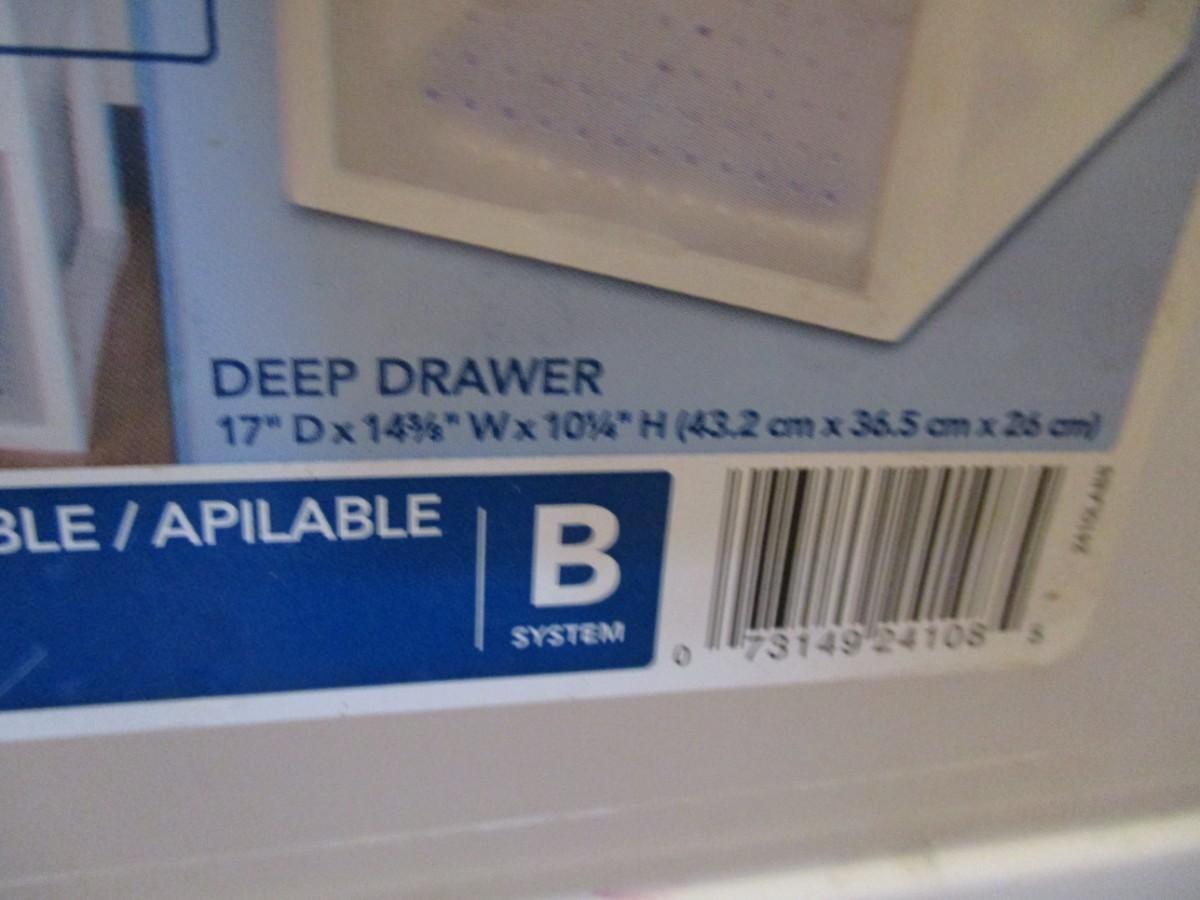 DEEP DRAWER
17" D x 14⅜" W x 10¼" H (43.2 cm x 36.5 cm x 26 cm)
BLE / APILABLE
B
SYSTEM
0 73149 24108 5